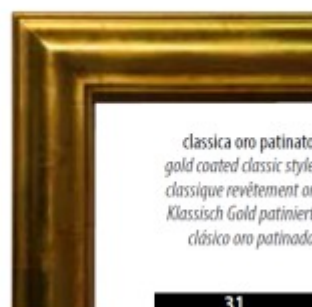 classica oro patinato
gold coated classic style
classique revêtement or
Klassisch Gold patiniert
clásico oro patinado
31